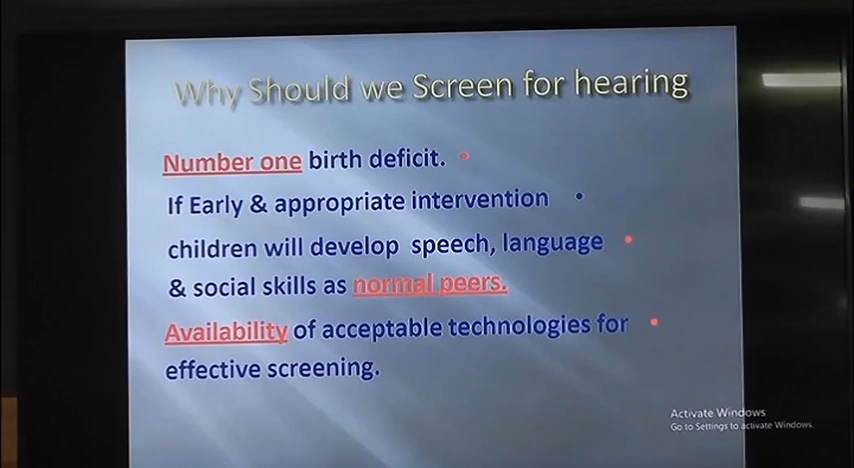 Why Should we Screen for hearing
Number one birth deficit. •
If Early & appropriate intervention •
children will develop speech, language •
& social skills as normal peers.
Availability of acceptable technologies for •
effective screening.
Activate Windows
Go to Settings to activate Windows.